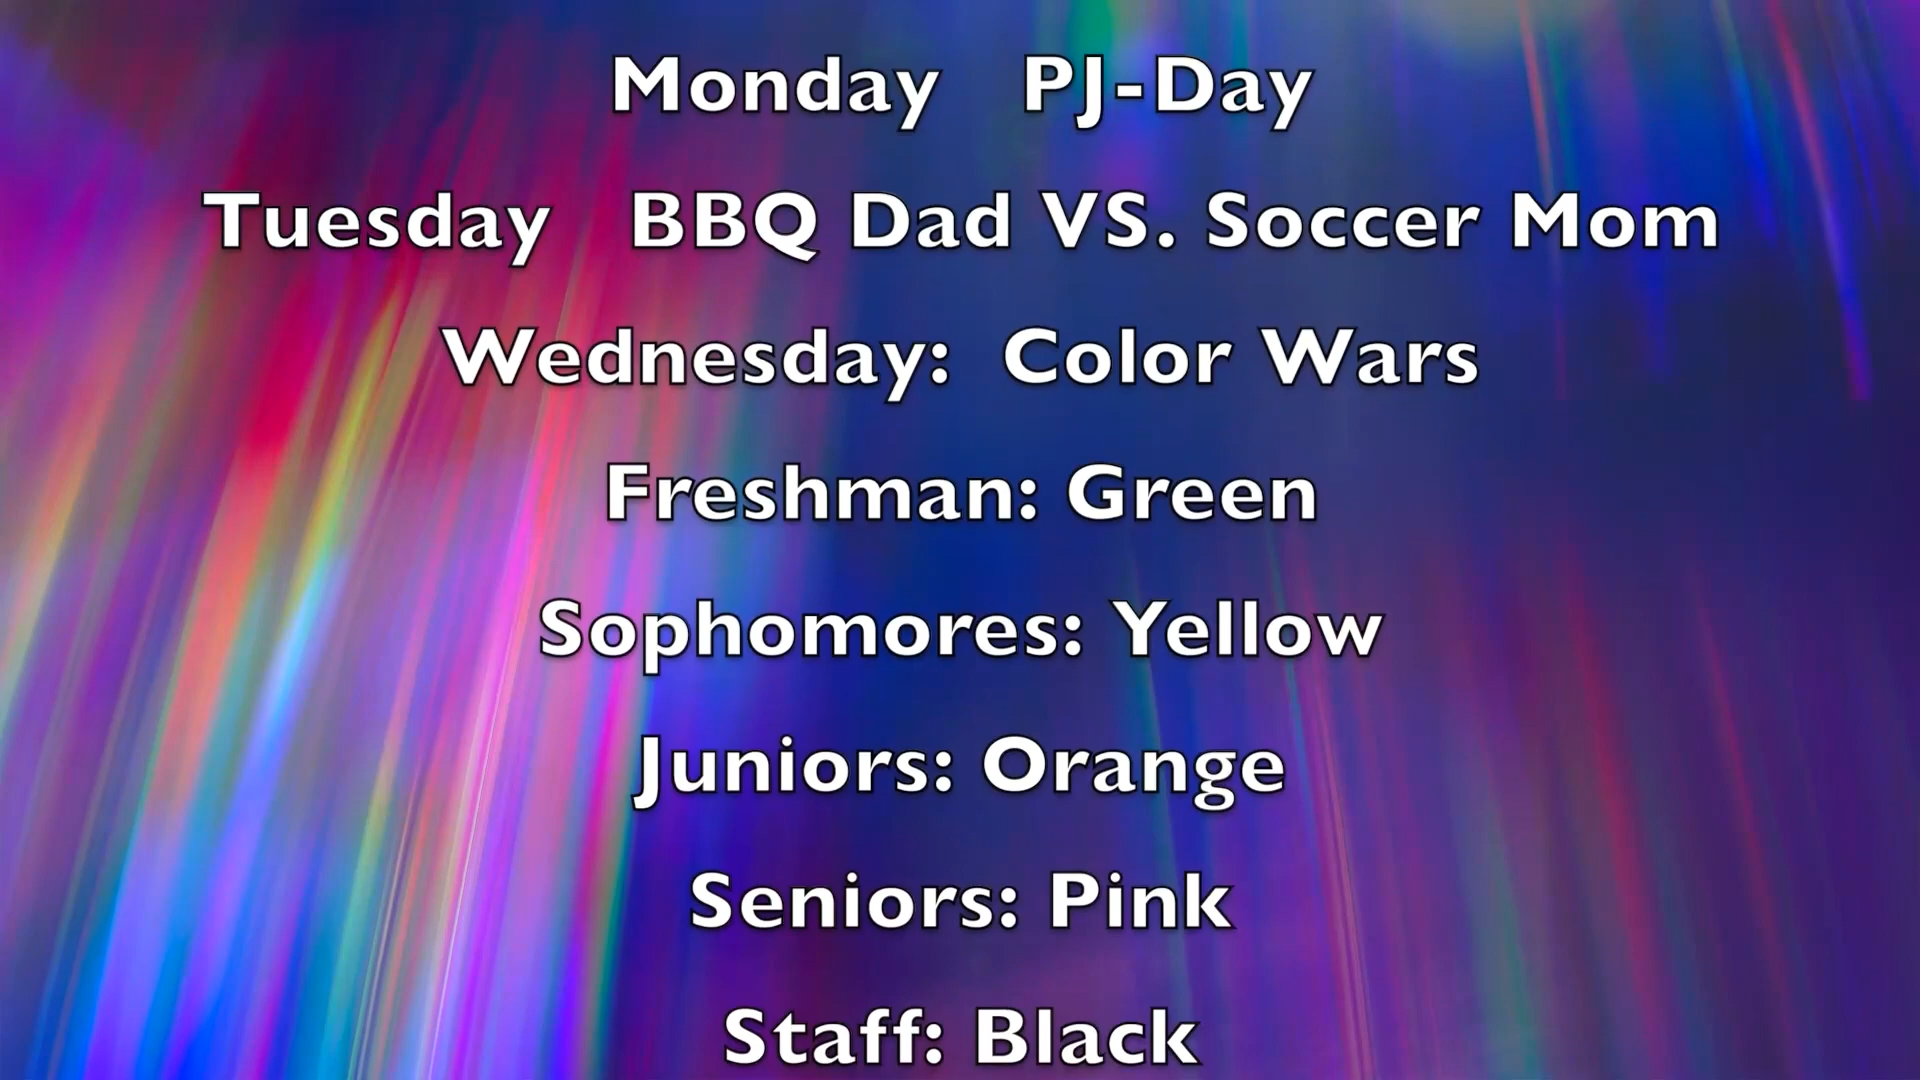 Monday   PJ-Day
Tuesday   BBQ Dad VS. Soccer Mom
Wednesday:  Color Wars
Freshman: Green
Sophomores: Yellow
Juniors: Orange
Seniors: Pink
Staff: Black